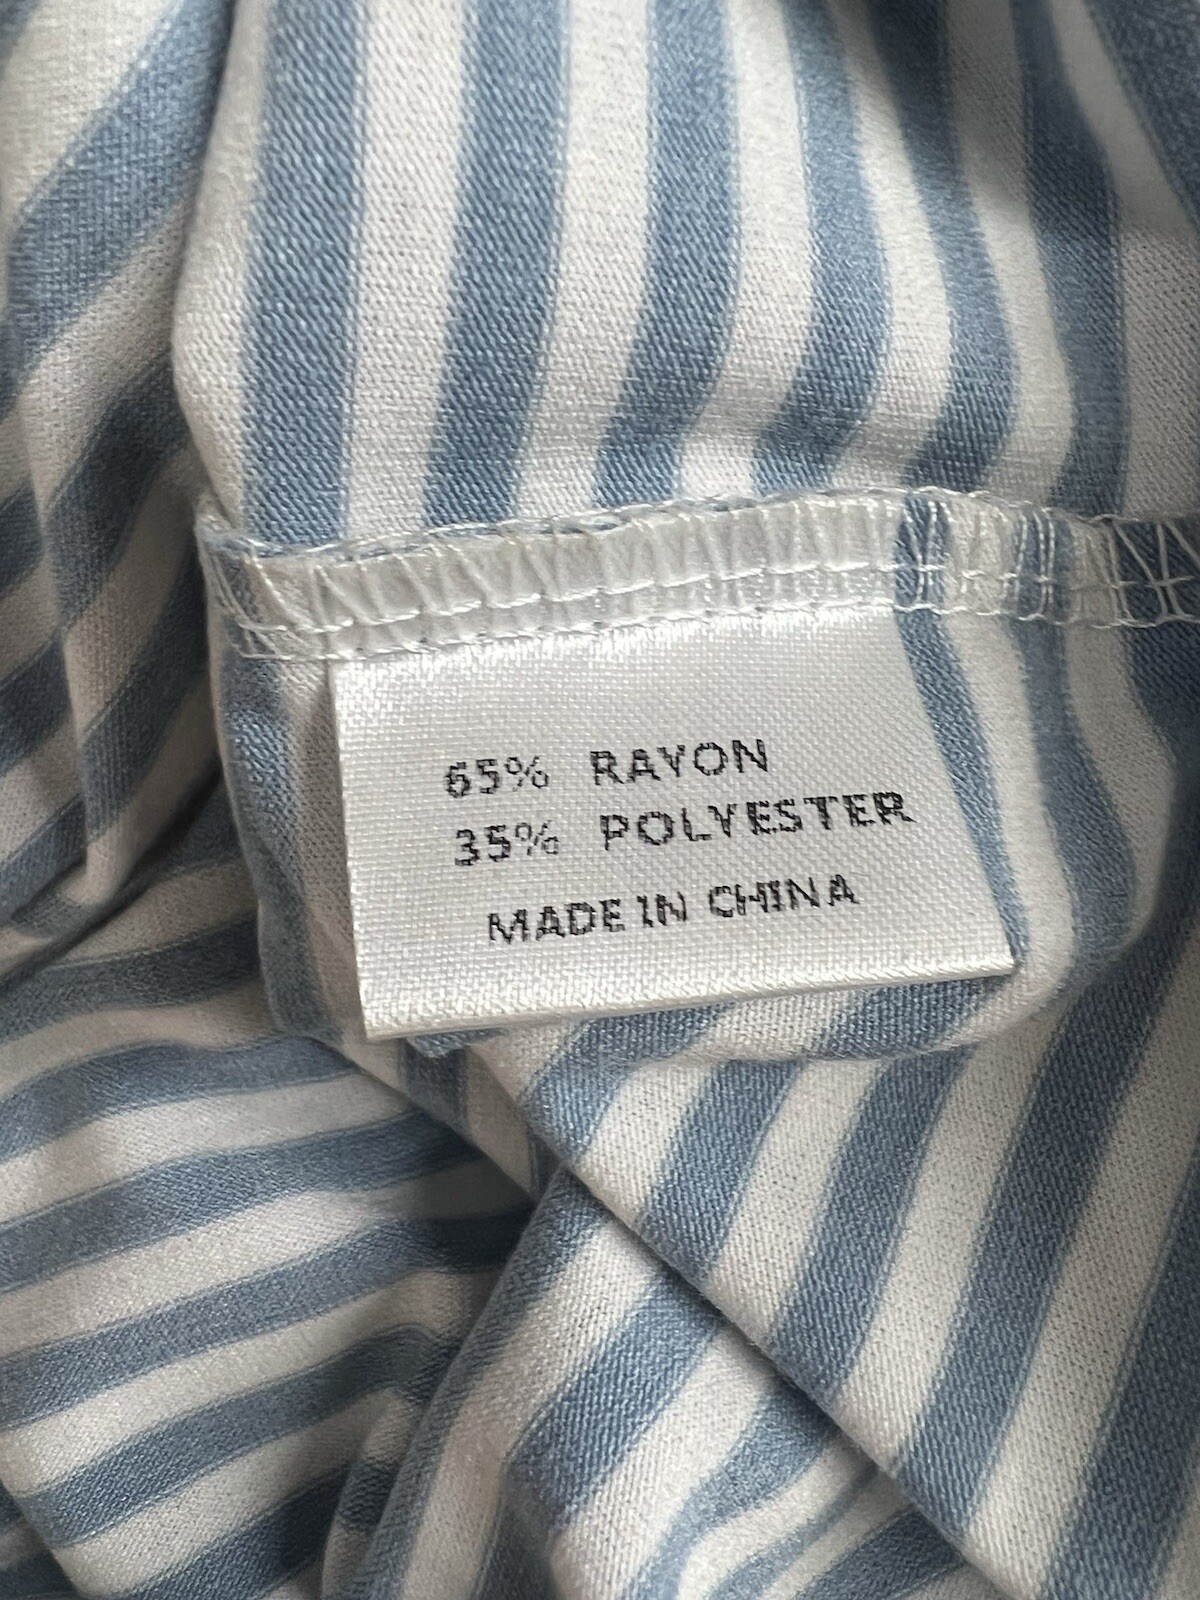 65% RAYON
35% POLYESTER
MADE IN CHINA